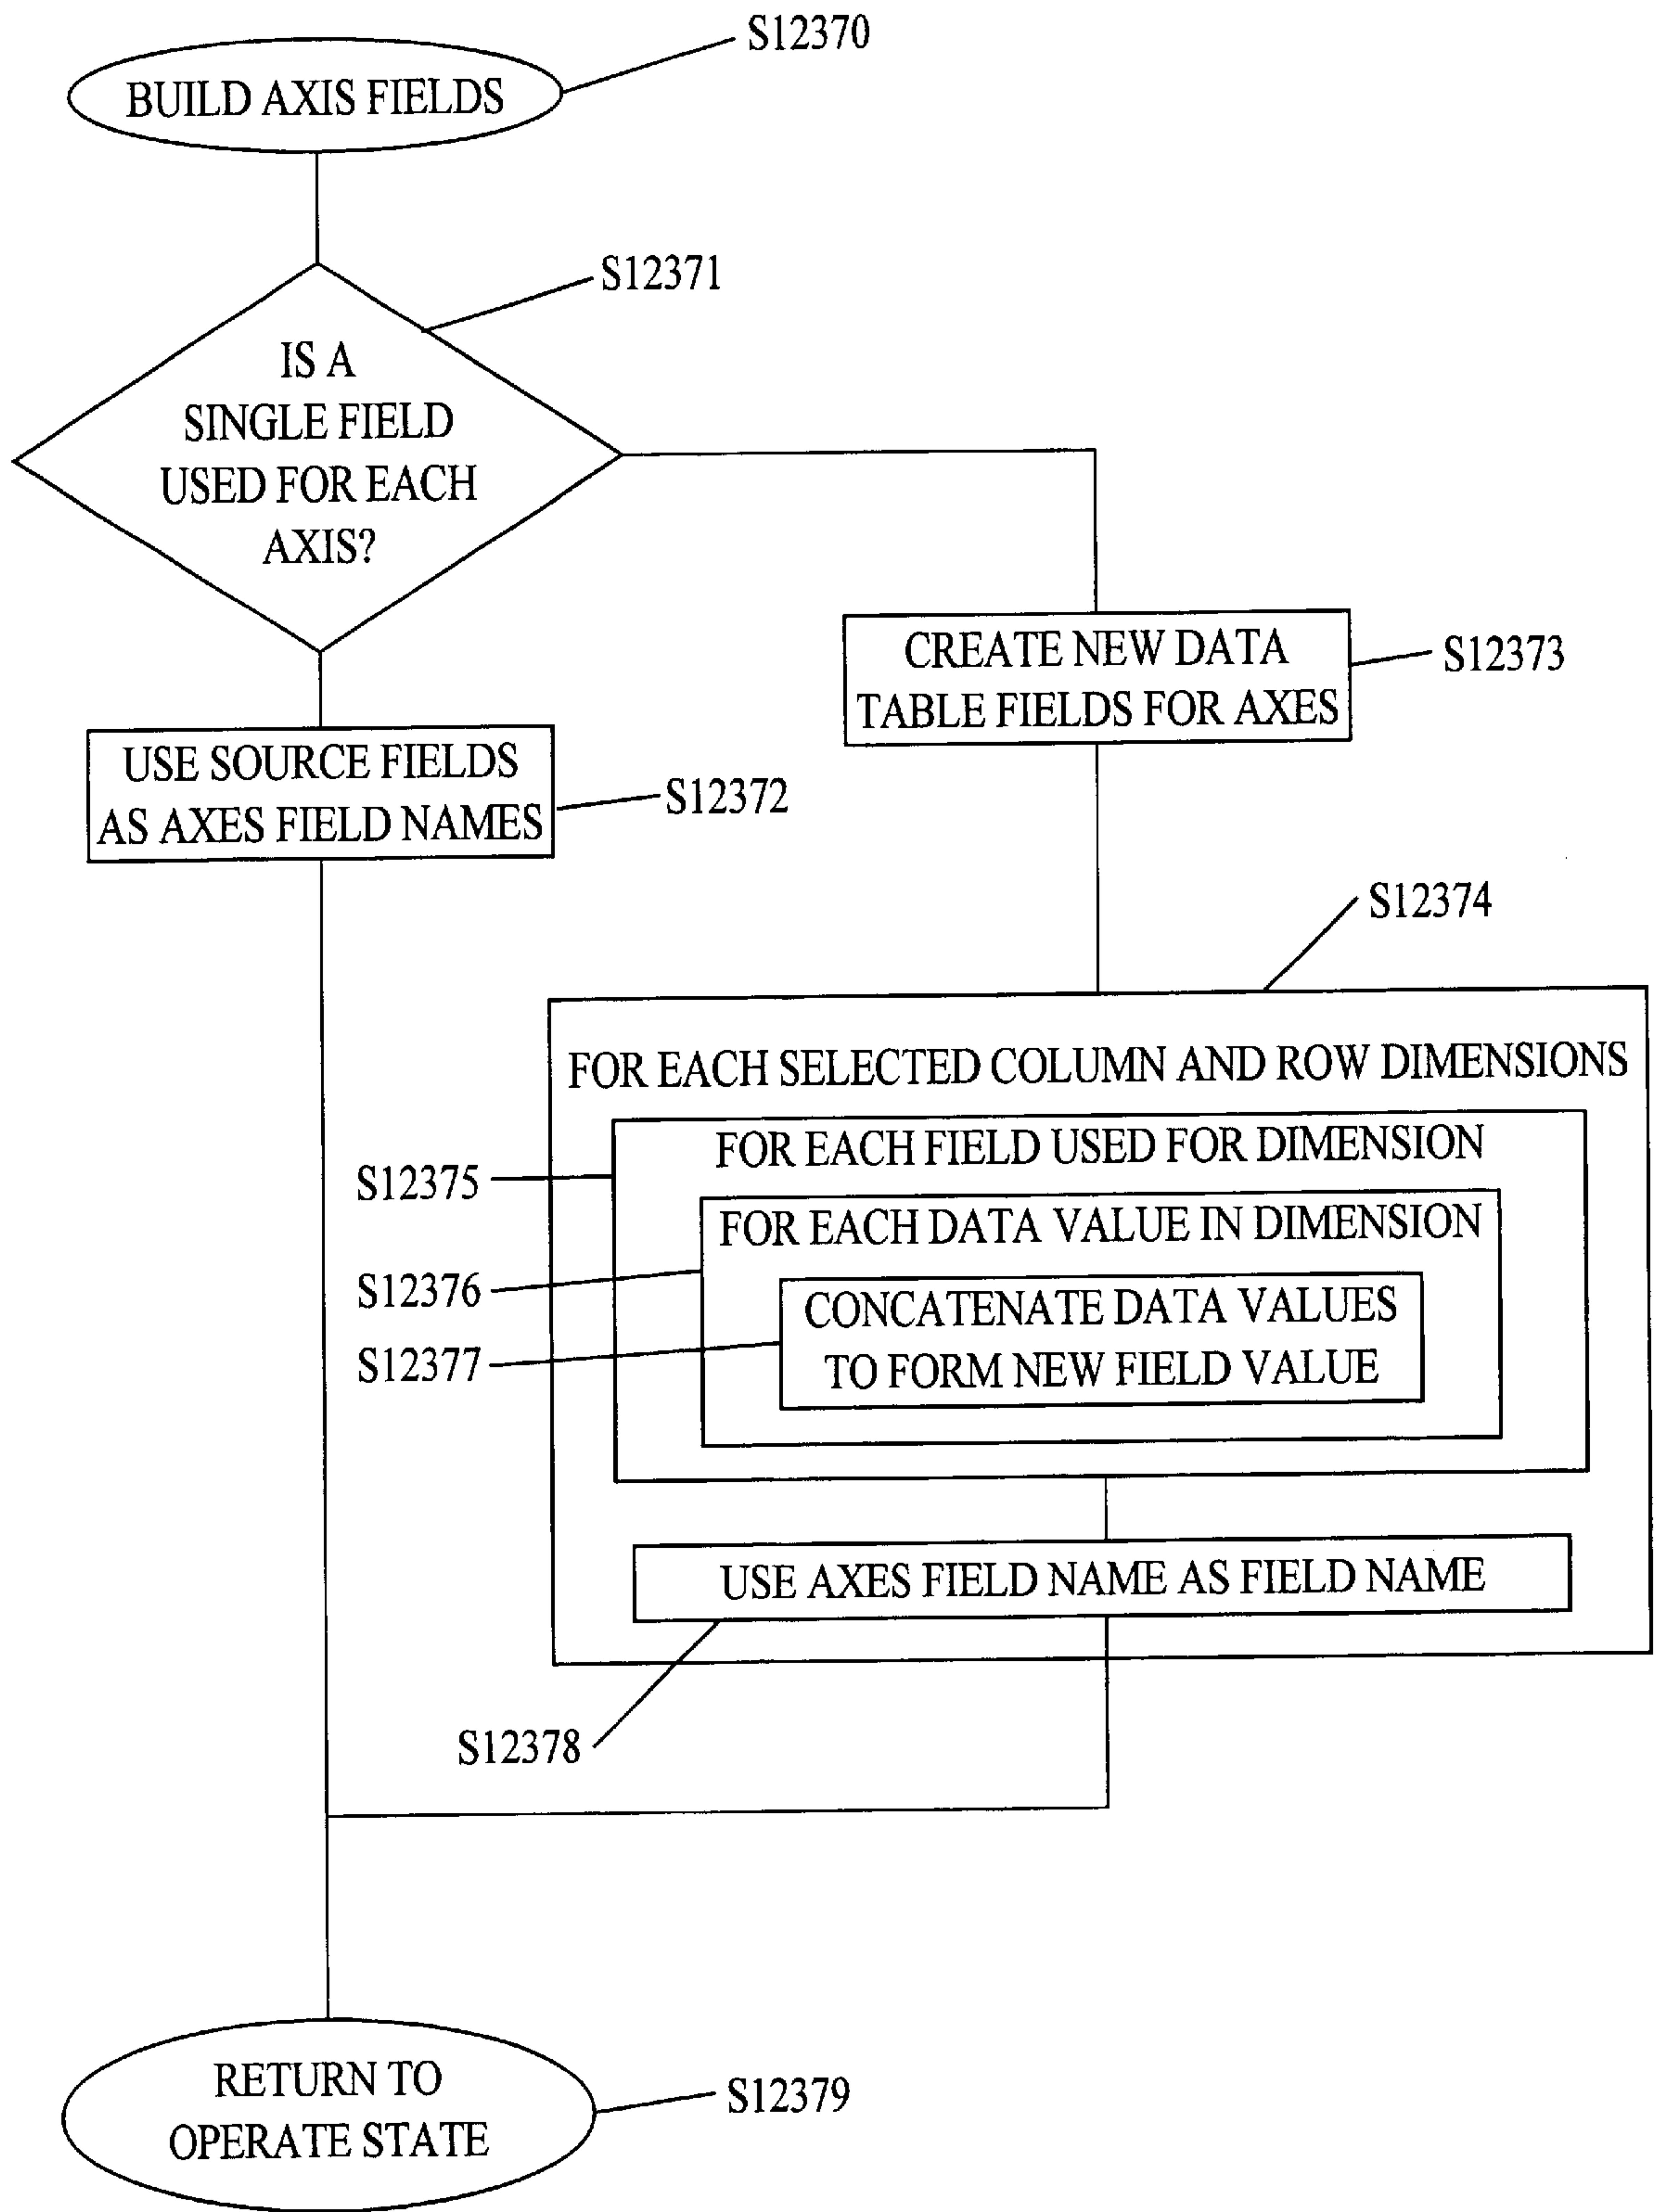 S12370
BUILD AXIS FIELDS
S12371
IS A
SINGLE FIELD
USED FOR EACH
AXIS?
CREATE NEW DATA
TABLE FIELDS FOR AXES
S12373
USE SOURCE FIELDS
AS AXES FIELD NAMES
S12372
S12374
FOR EACH SELECTED COLUMN AND ROW DIMENSIONS
FOR EACH FIELD USED FOR DIMENSION
S12375
FOR EACH DATA VALUE IN DIMENSION
S12376
CONCATENATE DATA VALUES
TO FORM NEW FIELD VALUE
S12377
USE AXES FIELD NAME AS FIELD NAME
S12378
RETURN TO
OPERATE STATE
S12379